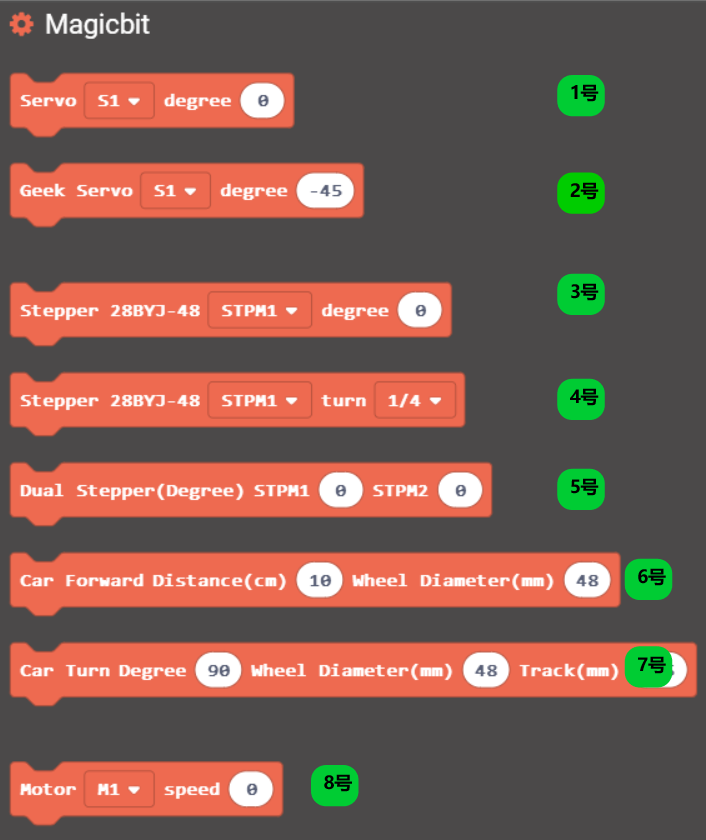 Magicbit
Servo S1 degree 0 1号
Geek Servo S1 degree -45 2号
Stepper 28BYJ-48 STPM1 degree 0 3号
Stepper 28BYJ-48 STPM1 turn 1/4 4号
Dual Stepper(Degree) STPM1 0 STPM2 0 5号
Car Forward Distance(cm) 10 Wheel Diameter(mm) 48 6号
Car Turn Degree 90 Wheel Diameter(mm) 48 Track(mm) 7号
Motor M1 speed 0 8号